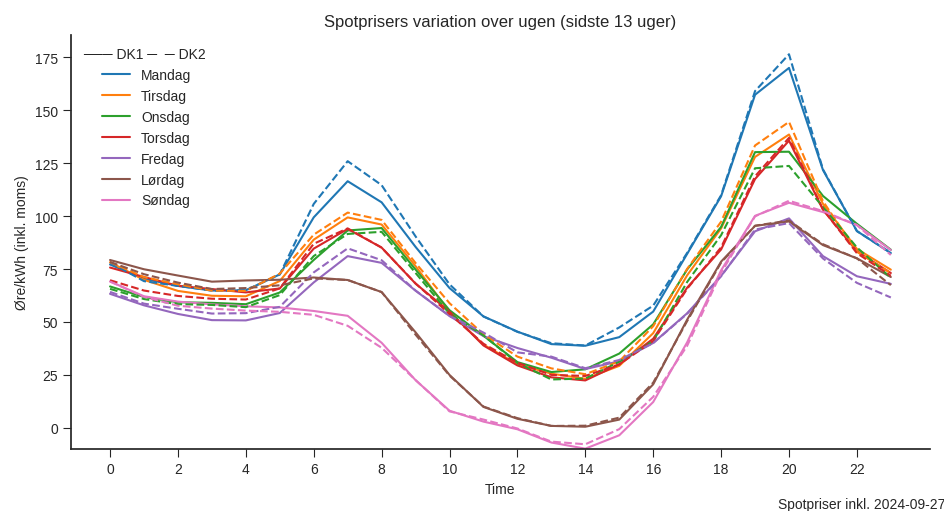 Spotprisers variation over ugen (sidste 13 uger)
DK1 DK2
Mandag
Tirsdag
Onsdag
Torsdag
Fredag
Lørdag
Søndag
Øre/kWh (inkl. moms)
175
150
125
100
75
50
25
0
0 2 4 6 8 10 12 14 16 18 20 22
Time
Spotpriser inkl. 2024-09-27